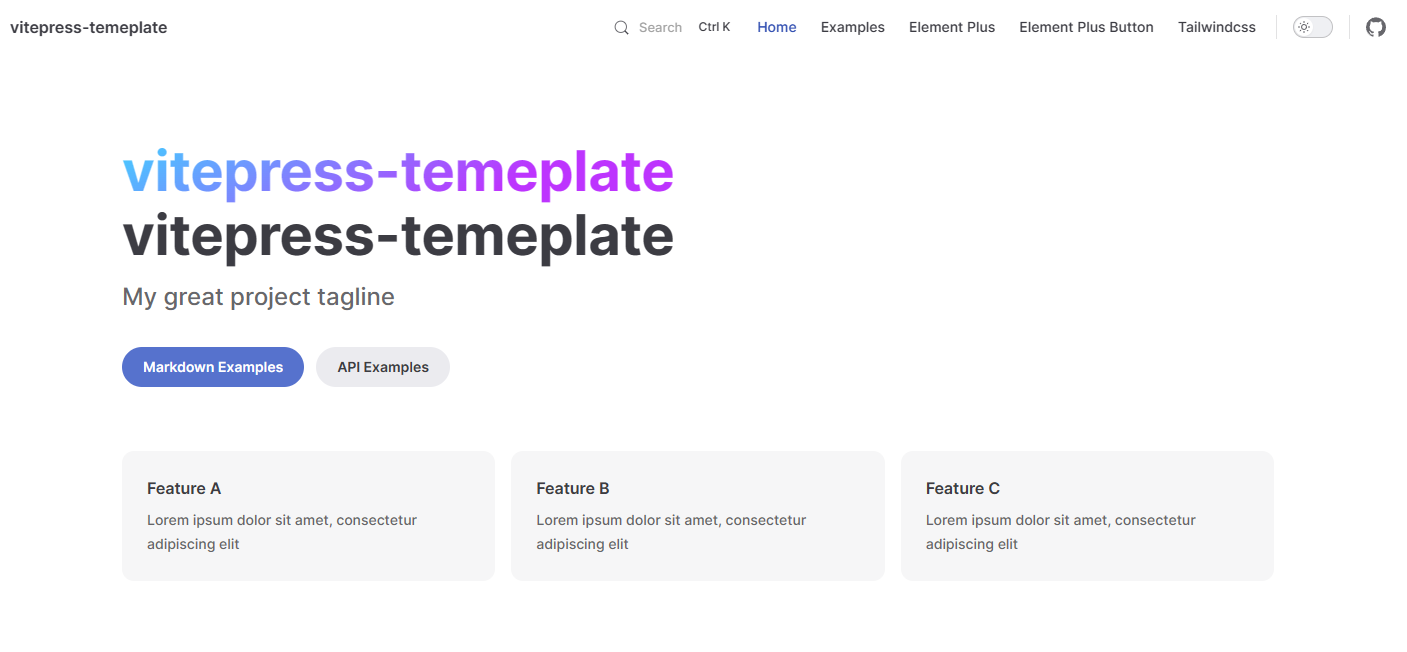 vitepress-temeplate
Search Ctrl K Home Examples Element Plus Element Plus Button Tailwindcss
vitepress-temeplate
vitepress-temeplate
My great project tagline
Markdown Examples API Examples
Feature A
Lorem ipsum dolor sit amet, consectetur
adipiscing elit
Feature B
Lorem ipsum dolor sit amet, consectetur
adipiscing elit
Feature C
Lorem ipsum dolor sit amet, consectetur
adipiscing elit